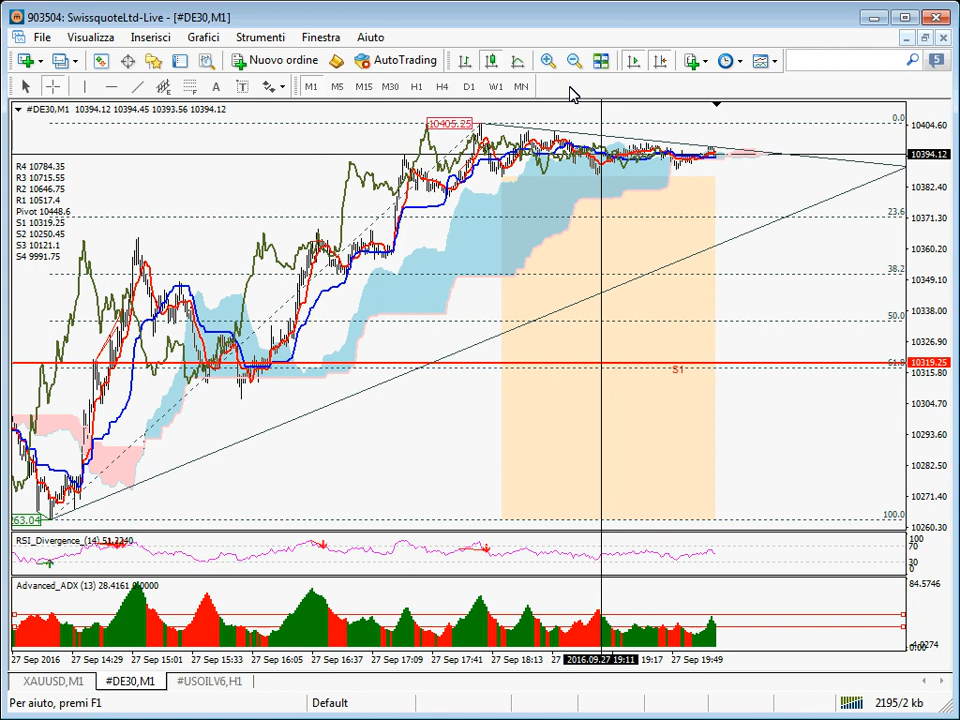 903504: SwissquoteLtd-Live - [#DE30,M1]
File Visualizza Inserisci Grafici Strumenti Finestra Aiuto
Nuovo ordine AutoTrading 5
A T M1 M5 M15 M30 H1 H4 D1 W1 MN
#DE30,M1 10394.12 10394.45 10393.56 10394.12
10405.25
0.0
10404.60
10394.12
R4 10784.35
R3 10715.55
R2 10646.75
R1 10517.4
Pivot 10448.6
S1 10319.25
S2 10250.45
S3 10121.1
S4 9991.75
10382.40
23.6
10371.30
10360.20
38.2
10349.10
10338.00
50.0
10326.90
61.8
10319.25
S1
10315.80
10304.70
10293.60
10282.50
10271.40
63.04
100.0
10260.30
RSI_Divergence_(14) 51.2240
100
70
30
0
Advanced_ADX (13) 28.4161 0.0000
84.5746
27 Sep 2016 27 Sep 14:29 27 Sep 15:01 27 Sep 15:33 27 Sep 16:05 27 Sep 16:37 27 Sep 17:09 27 Sep 17:41 27 Sep 18:13 27 2016.09.27 19:11 19:17 27 Sep 19:49
XAUUSD,M1 #DE30,M1 #USOILV6,H1
Per aiuto, premi F1 Default 2195/2 kb